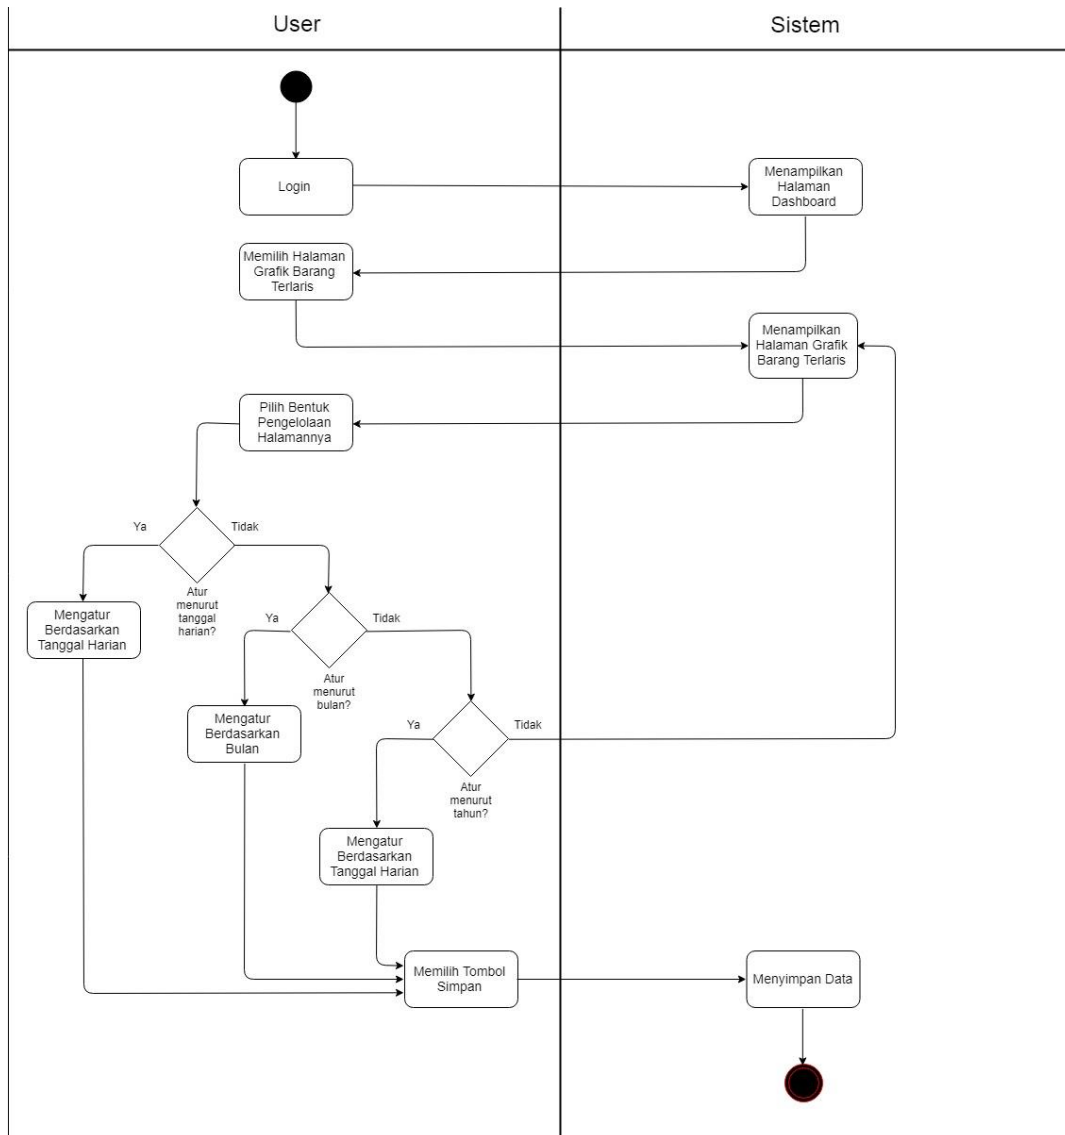 User
Sistem
Login
Menampilkan
Halaman
Dashboard
Memilih Halaman
Grafik Barang
Terlaris
Menampilkan
Halaman Grafik
Barang Terlaris
Pilih Bentuk
Pengelolaan
Halamannya
Ya
Tidak
Atur
menurut
tanggal
harian?
Mengatur
Berdasarkan
Tanggal Harian
Ya
Tidak
Atur
menurut
bulan?
Mengatur
Berdasarkan
Bulan
Ya
Tidak
Atur
menurut
tahun?
Mengatur
Berdasarkan
Tanggal Harian
Memilih Tombol
Simpan
Menyimpan Data